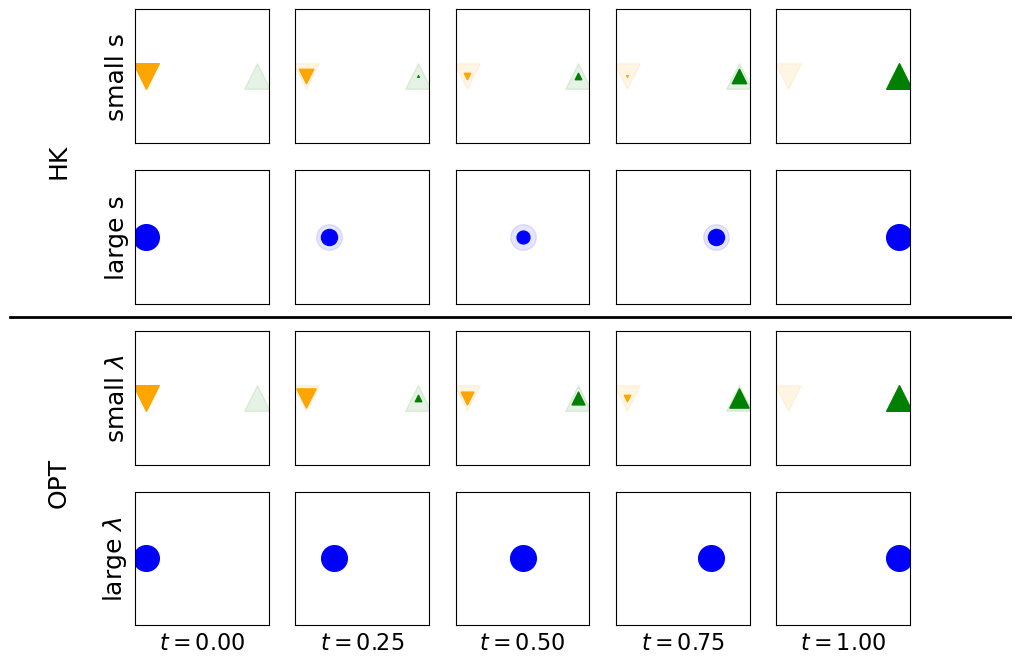 HK
small s
large s
OPT
small λ
large λ
t = 0.00
t = 0.25
t = 0.50
t = 0.75
t = 1.00